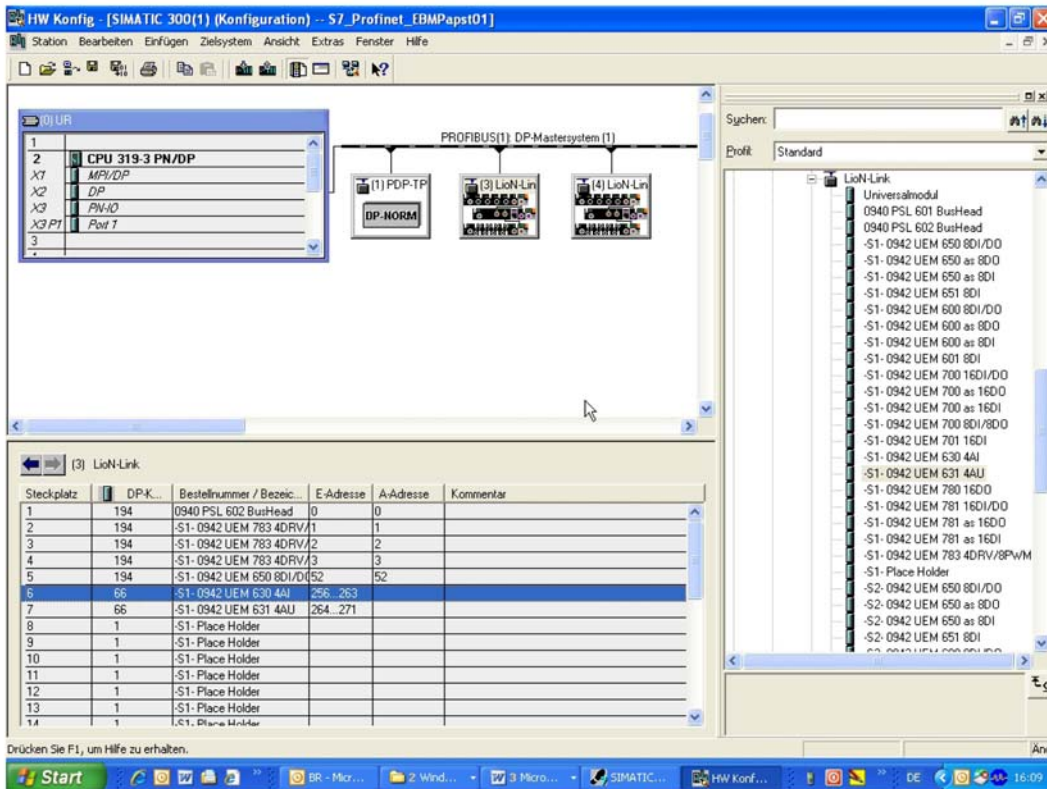 HW Konfig - [SIMATIC 300(1) (Konfiguration) -- S7_Profinet_EBMPapst01]
Station Bearbeiten Einfügen Zielsystem Ansicht Extras Fenster Hilfe
(0) UR
1
2 CPU 319-3 PN/DP
X1 MPI/DP
X2 DP
X3 PN-IO
X3 P1 Port 1
3
PROFIBUS(1): DP-Mastersystem (1)
(1) PDP-TP
DP-NORM
(3) LioN-Lin
(4) LioN-Lin
Suchen:
Profil: Standard
LioN-Link
Universalmodul
0940 PSL 601 BusHead
0940 PSL 602 BusHead
-S1- 0942 UEM 650 8DI/DO
-S1- 0942 UEM 650 as 8DO
-S1- 0942 UEM 650 as 8DI
-S1- 0942 UEM 651 8DI
-S1- 0942 UEM 600 8DI/DO
-S1- 0942 UEM 600 as 8DO
-S1- 0942 UEM 600 as 8DI
-S1- 0942 UEM 601 8DI
-S1- 0942 UEM 700 16DI/DO
-S1- 0942 UEM 700 as 16DO
-S1- 0942 UEM 700 as 16DI
-S1- 0942 UEM 700 8DI/8DO
-S1- 0942 UEM 701 16DI
-S1- 0942 UEM 630 4AI
-S1- 0942 UEM 631 4AU
-S1- 0942 UEM 780 16DO
-S1- 0942 UEM 781 16DI/DO
-S1- 0942 UEM 781 as 16DO
-S1- 0942 UEM 781 as 16DI
-S1- 0942 UEM 783 4DRV/8PWM
-S1- Place Holder
-S2- 0942 UEM 650 8DI/DO
-S2- 0942 UEM 650 as 8DO
-S2- 0942 UEM 650 as 8DI
-S2- 0942 UEM 651 8DI
(3) LioN-Link
Steckplatz DP-K... Bestellnummer / Bezeic... E-Adresse A-Adresse Kommentar
1 194 0940 PSL 602 BusHead 0 0
2 194 -S1- 0942 UEM 783 4DRV/ 1 1
3 194 -S1- 0942 UEM 783 4DRV/ 2 2
4 194 -S1- 0942 UEM 783 4DRV/ 3 3
5 194 -S1- 0942 UEM 650 8DI/DO 52 52
6 66 -S1- 0942 UEM 630 4AI 256...263
7 66 -S1- 0942 UEM 631 4AU 264...271
8 1 -S1- Place Holder
9 1 -S1- Place Holder
10 1 -S1- Place Holder
11 1 -S1- Place Holder
12 1 -S1- Place Holder
13 1 -S1- Place Holder
14 1 -S1- Place Holder
Drücken Sie F1, um Hilfe zu erhalten.
Än
Start
BR - Micr...
2 Wind...
3 Micro...
SIMATIC...
HW Konf...
DE
16:09